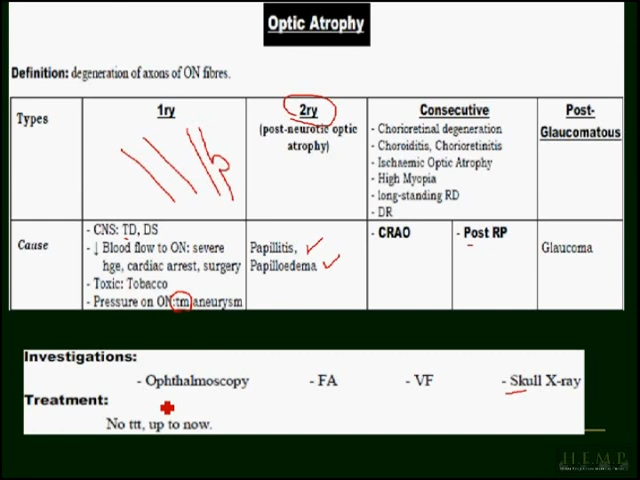 Optic Atrophy
Definition: degeneration of axons of ON fibres.
Types
1ry
2ry
(post-neurotic optic
atrophy)
Consecutive
- Chorioretinal degeneration
- Choroiditis, Chorioretinitis
- Ischaemic Optic Atrophy
- High Myopia
- long-standing RD
- DR
Post-
Glaucomatous
Cause
- CNS: TD, DS
- ↓ Blood flow to ON: severe
hge, cardiac arrest, surgery
- Toxic: Tobacco
- Pressure on ON:tm aneurysm
Papillitis,
Papilloedema
- CRAO
- Post RP
Glaucoma
Investigations:
- Ophthalmoscopy - FA - VF - Skull X-ray
Treatment:
No ttt, up to now.
H.E.M.P